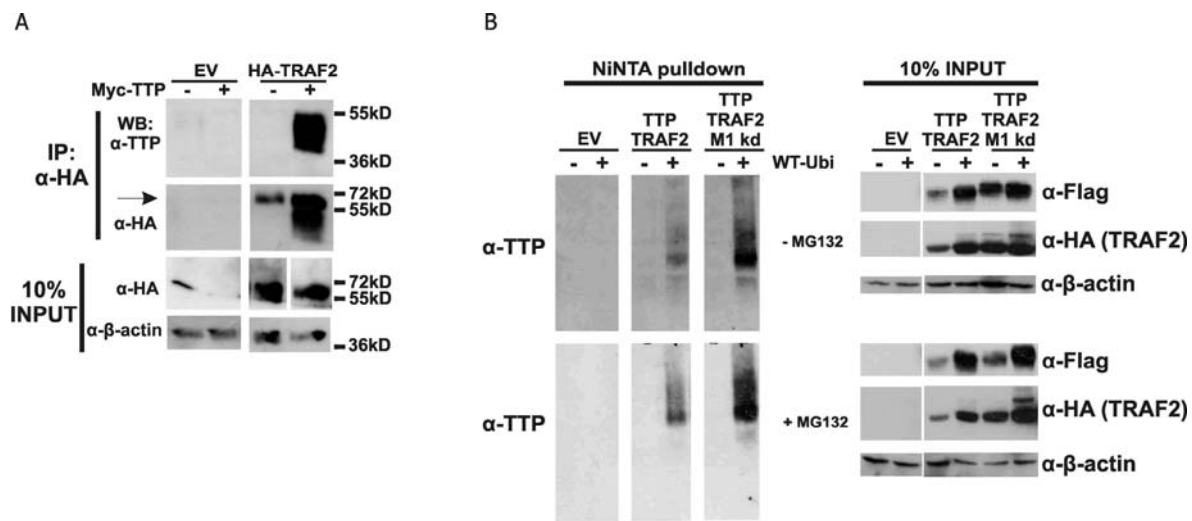 A
EV
HA-TRAF2
Myc-TTP
- + - +
IP:
α-HA
WB:
α-TTP
55kD
36kD
α-HA
72kD
55kD
10%
INPUT
α-HA
72kD
55kD
α-β-actin
36kD
B
NiNTA pulldown
10% INPUT
EV
TTP
TRAF2
TTP
TRAF2
M1 kd
EV
TTP
TRAF2
TTP
TRAF2
M1 kd
- + - + - +
WT-Ubi
- + - + - +
α-TTP
- MG132
α-Flag
α-HA (TRAF2)
α-β-actin
α-TTP
+ MG132
α-Flag
α-HA (TRAF2)
α-β-actin